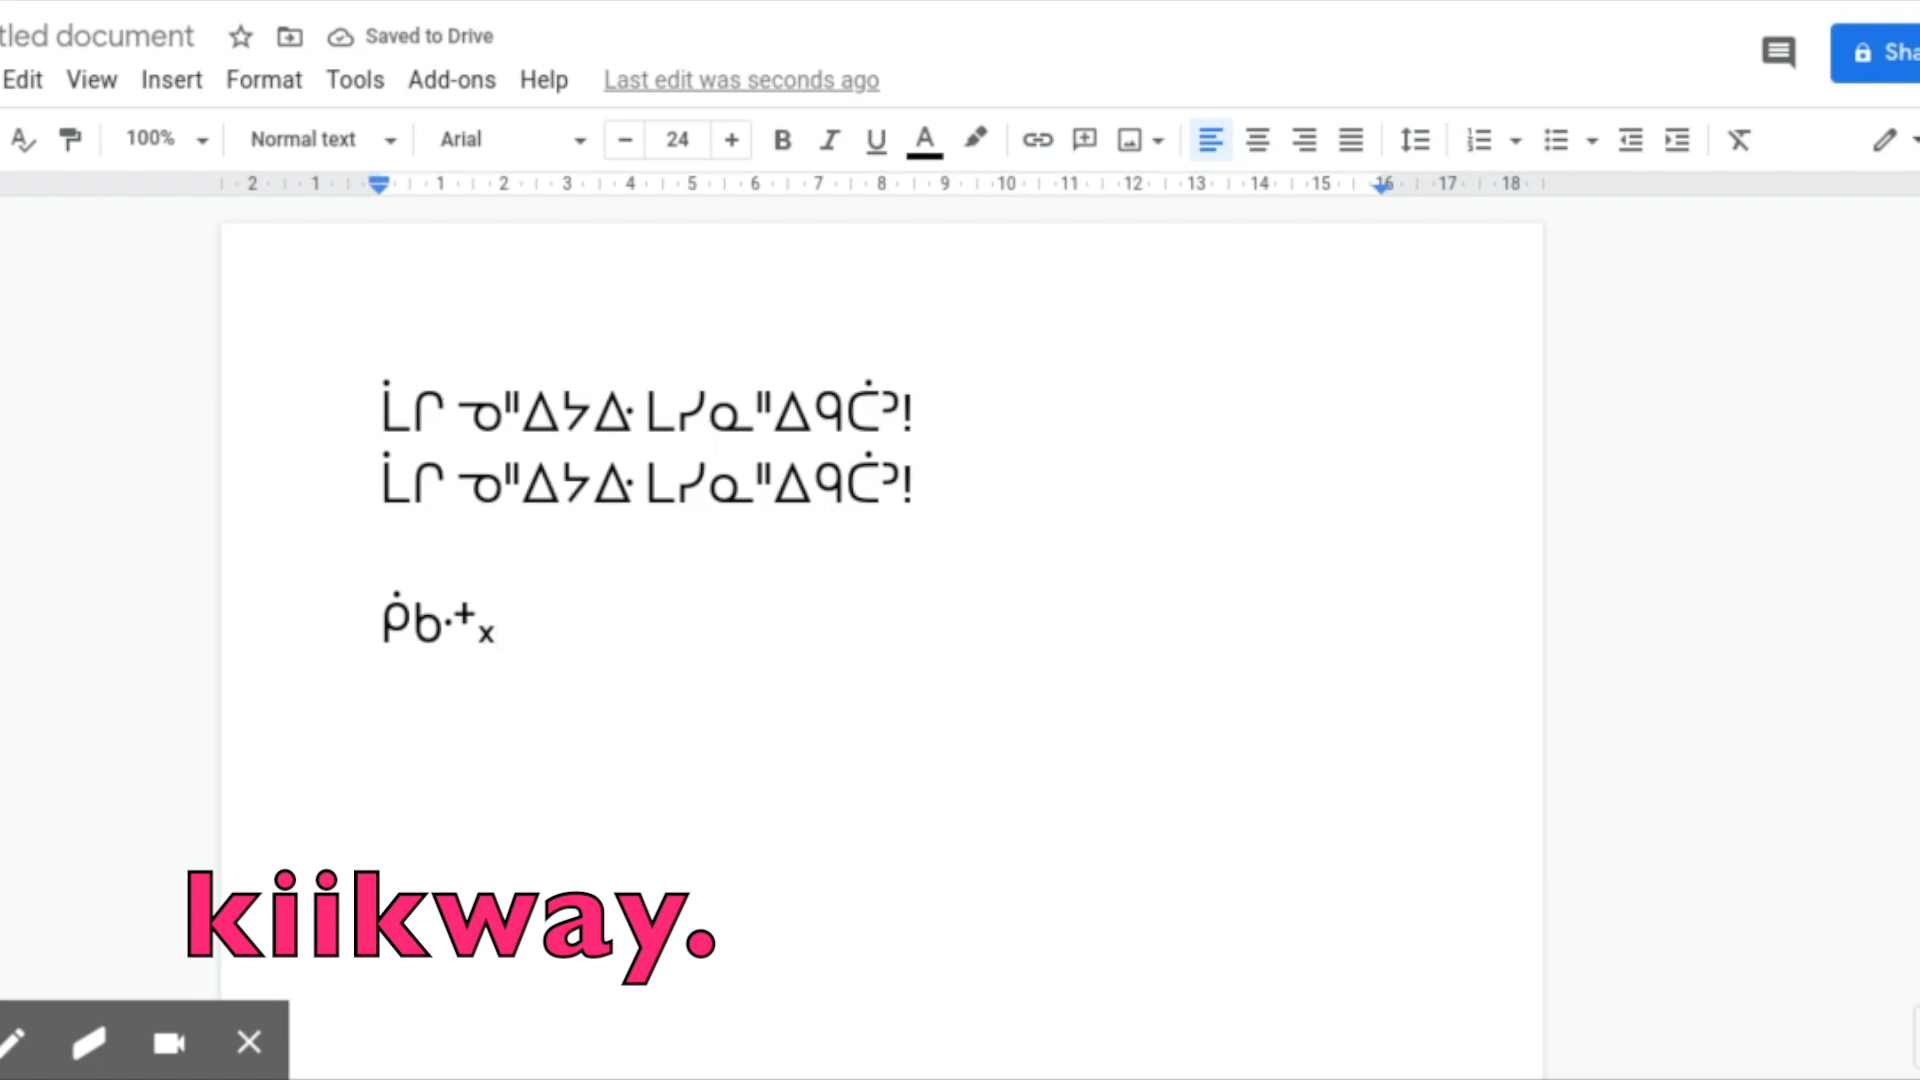 tled document Saved to Drive
Edit View Insert Format Tools Add-ons Help Last edit was seconds ago
Sha
100% Normal text Arial − 24 + B I U A
2 1 1 2 3 4 5 6 7 8 9 10 11 12 13 14 15 16 17 18
ᒫᒋ ᓀᐦᐃᔭᐏ ᒪᓯᓇᐦᐃᑫᑖᐣ!
ᒫᒋ ᓀᐦᐃᔭᐏ ᒪᓯᓇᐦᐃᑫᑖᐣ!
ᑮᑲᐧᐩ᙮
kiikway.